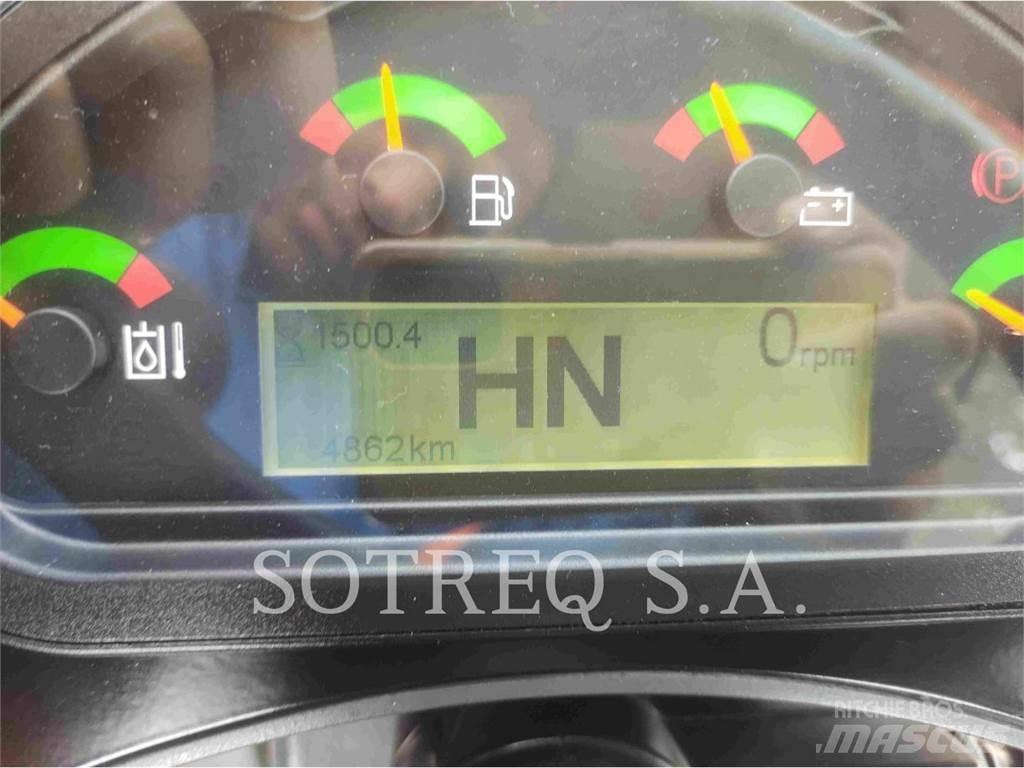 P
1500.4
0rpm
HN
4862km
SOTREQ S.A.
RITCHIE BROS
MASCUS